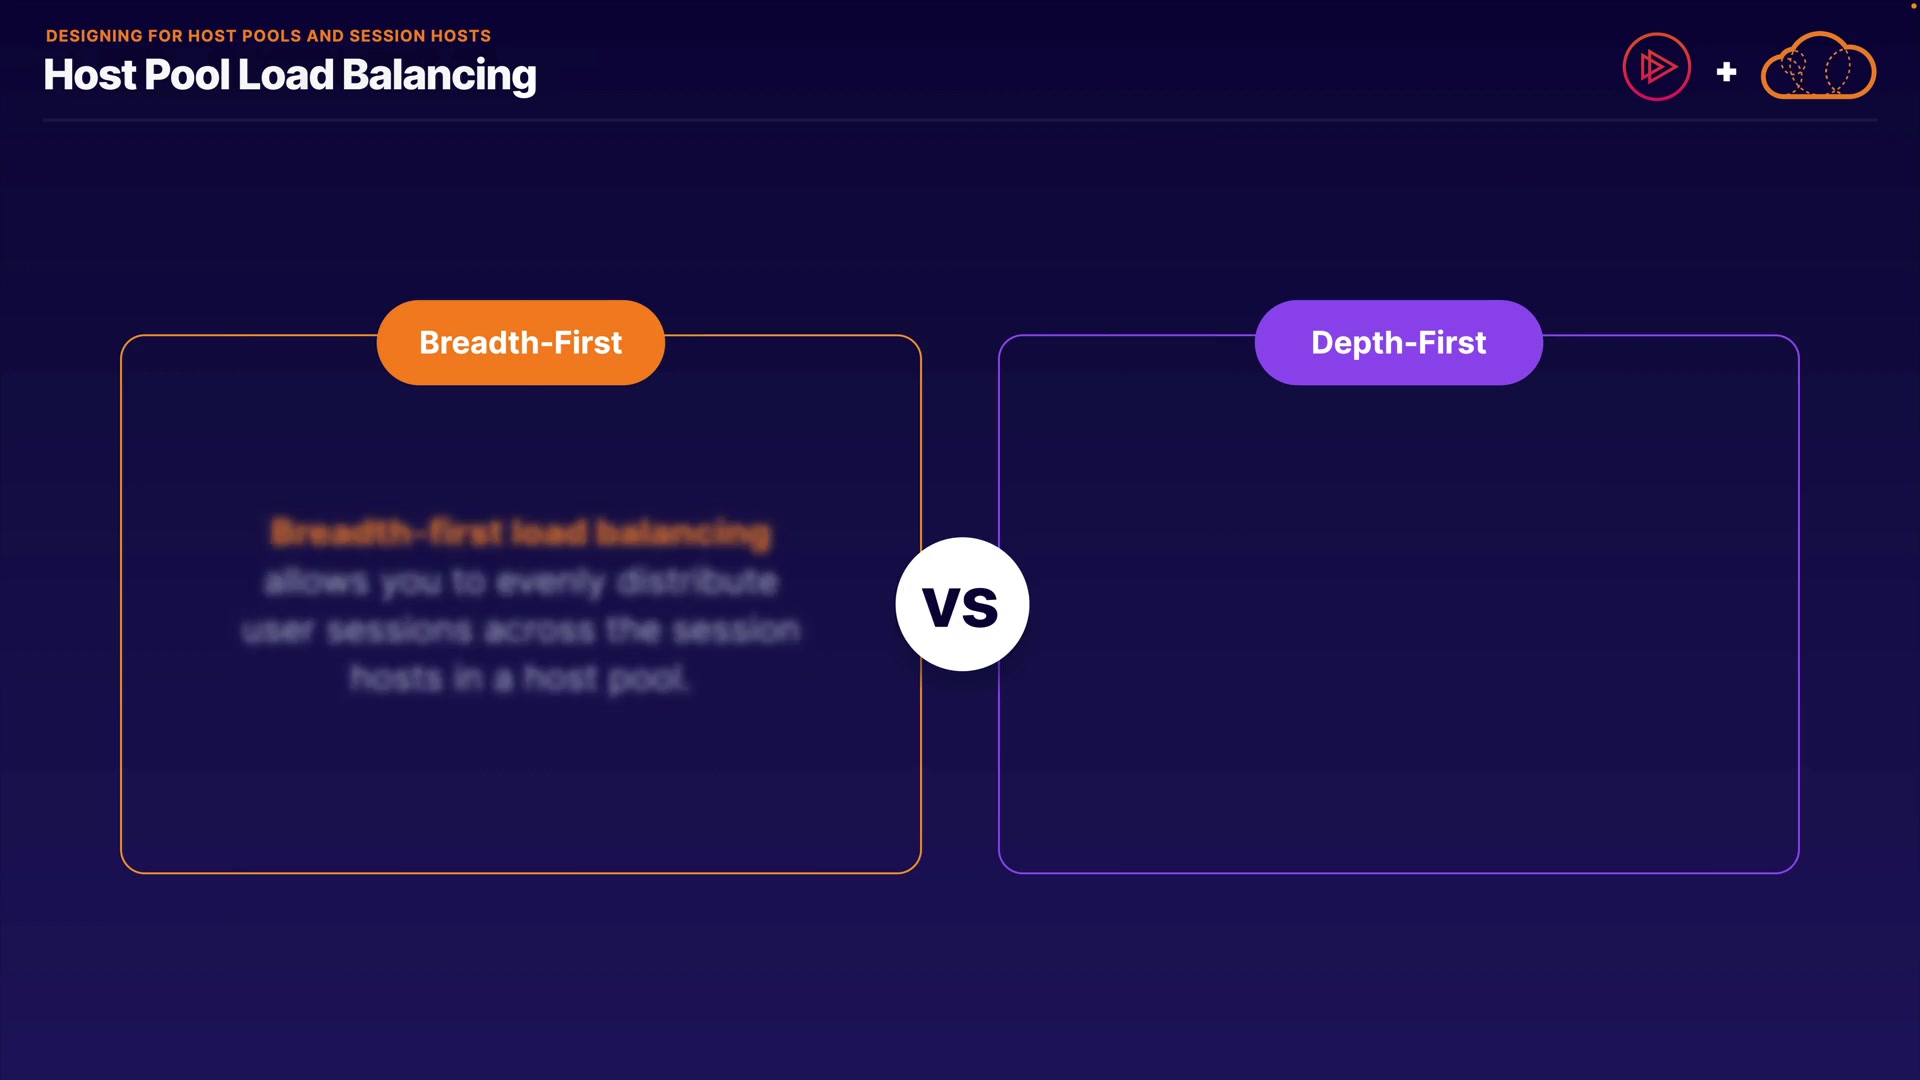 DESIGNING FOR HOST POOLS AND SESSION HOSTS
Host Pool Load Balancing
+
Breadth-First
Depth-First
Breadth-first load balancing
allows you to evenly distribute
user sessions across the session
hosts in a host pool.
VS